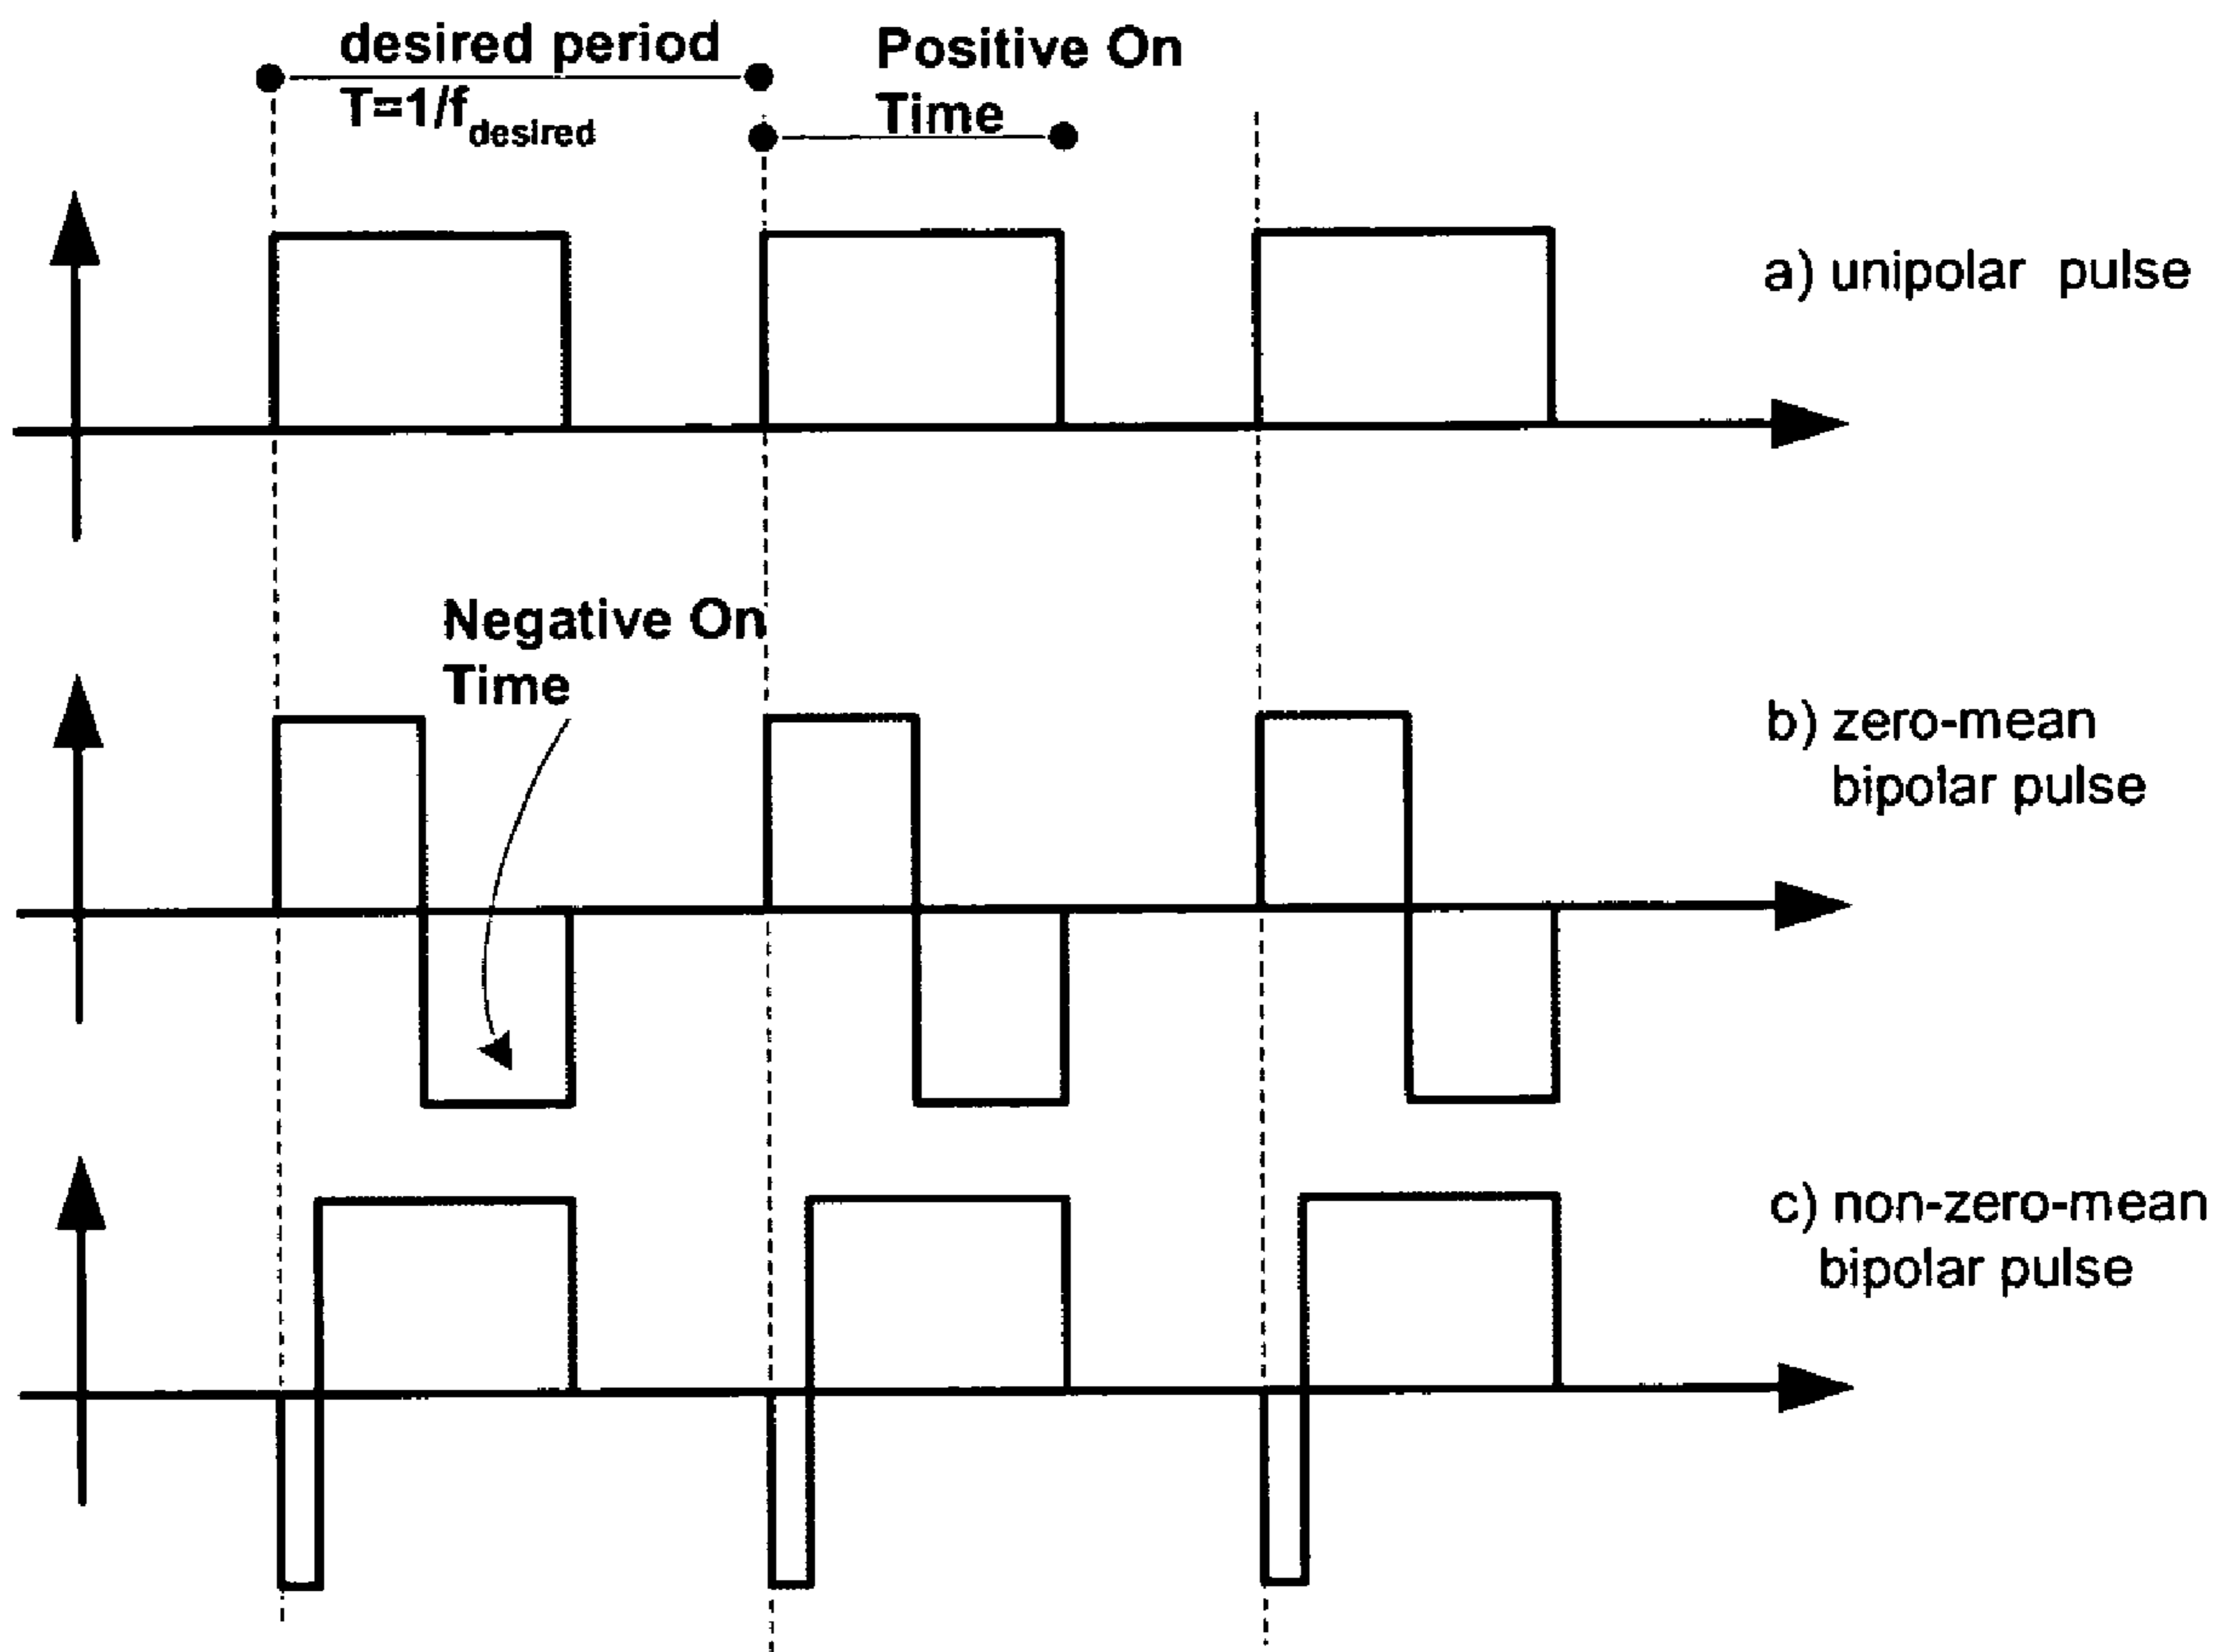 desired period
T=1/fdesired
Positive On
Time
a) unipolar pulse
Negative On
Time
b) zero-mean
bipolar pulse
c) non-zero-mean
bipolar pulse